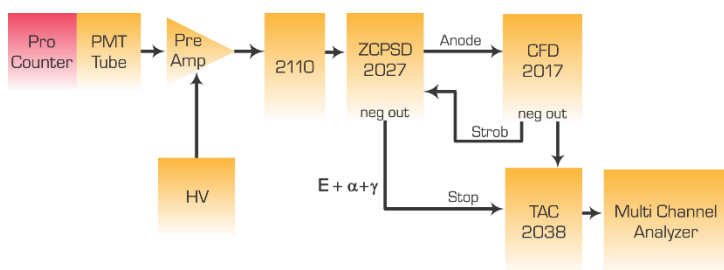 Pro
Counter
PMT
Tube
Pre
Amp
2110
ZCPSD
2027
neg out
Anode
CFD
2017
neg out
Strob
HV
E + α+γ
Stop
TAC
2038
Multi Channel
Analyzer